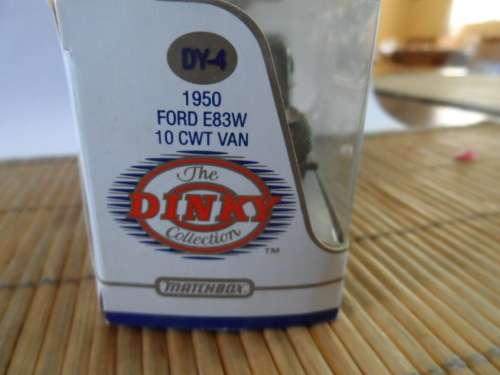 DY-4
1950
FORD E83W
10 CWT VAN
The
DINKY
Collection
TM
MATCHBOX